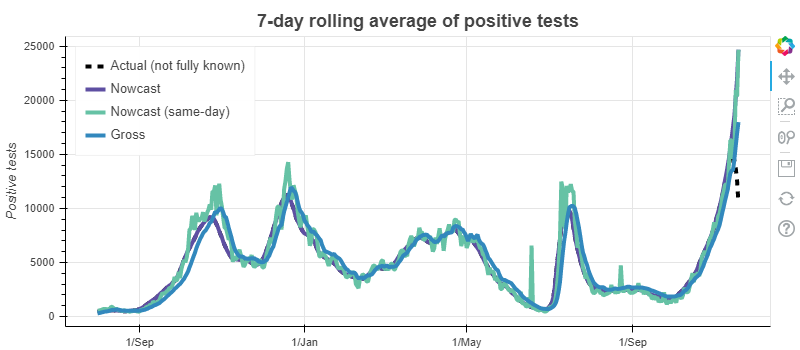 7-day rolling average of positive tests
25000
20000
15000
10000
5000
0
Positive tests
Actual (not fully known)
Nowcast
Nowcast (same-day)
Gross
1/Sep
1/Jan
1/May
1/Sep